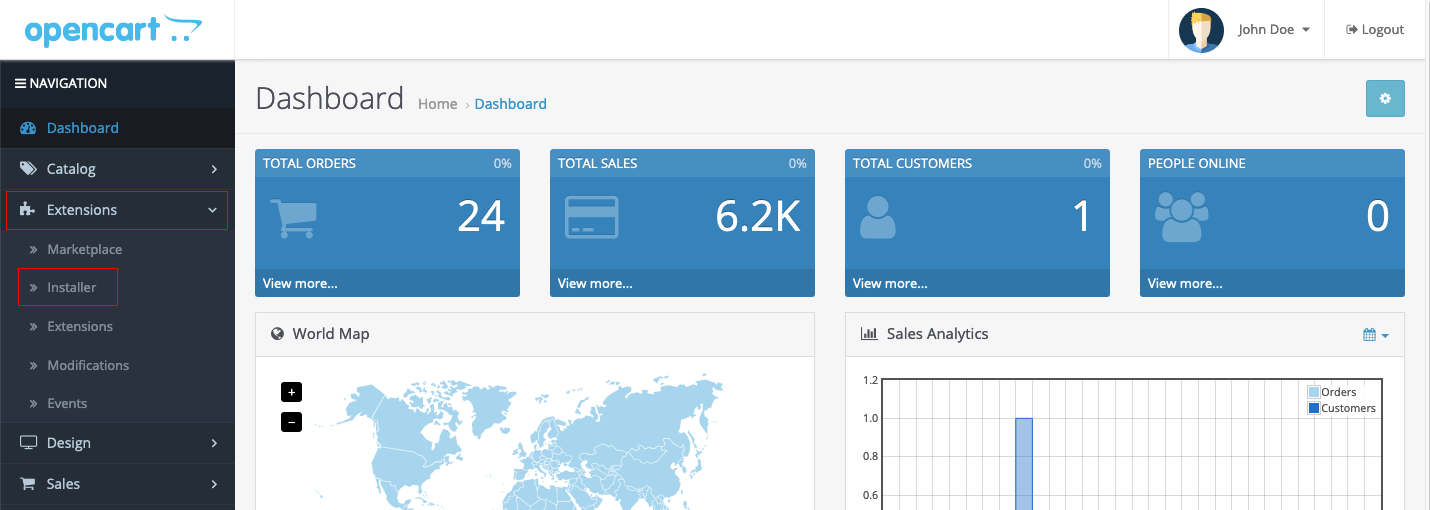 opencart
John Doe
Logout
NAVIGATION
Dashboard
Catalog
Extensions
Marketplace
Installer
Extensions
Modifications
Events
Design
Sales
Dashboard Home › Dashboard
TOTAL ORDERS 0%
24
View more...
TOTAL SALES 0%
6.2K
View more...
TOTAL CUSTOMERS 0%
1
View more...
PEOPLE ONLINE
0
View more...
World Map
+
−
Sales Analytics
1.2
1.0
0.8
0.6
Orders
Customers